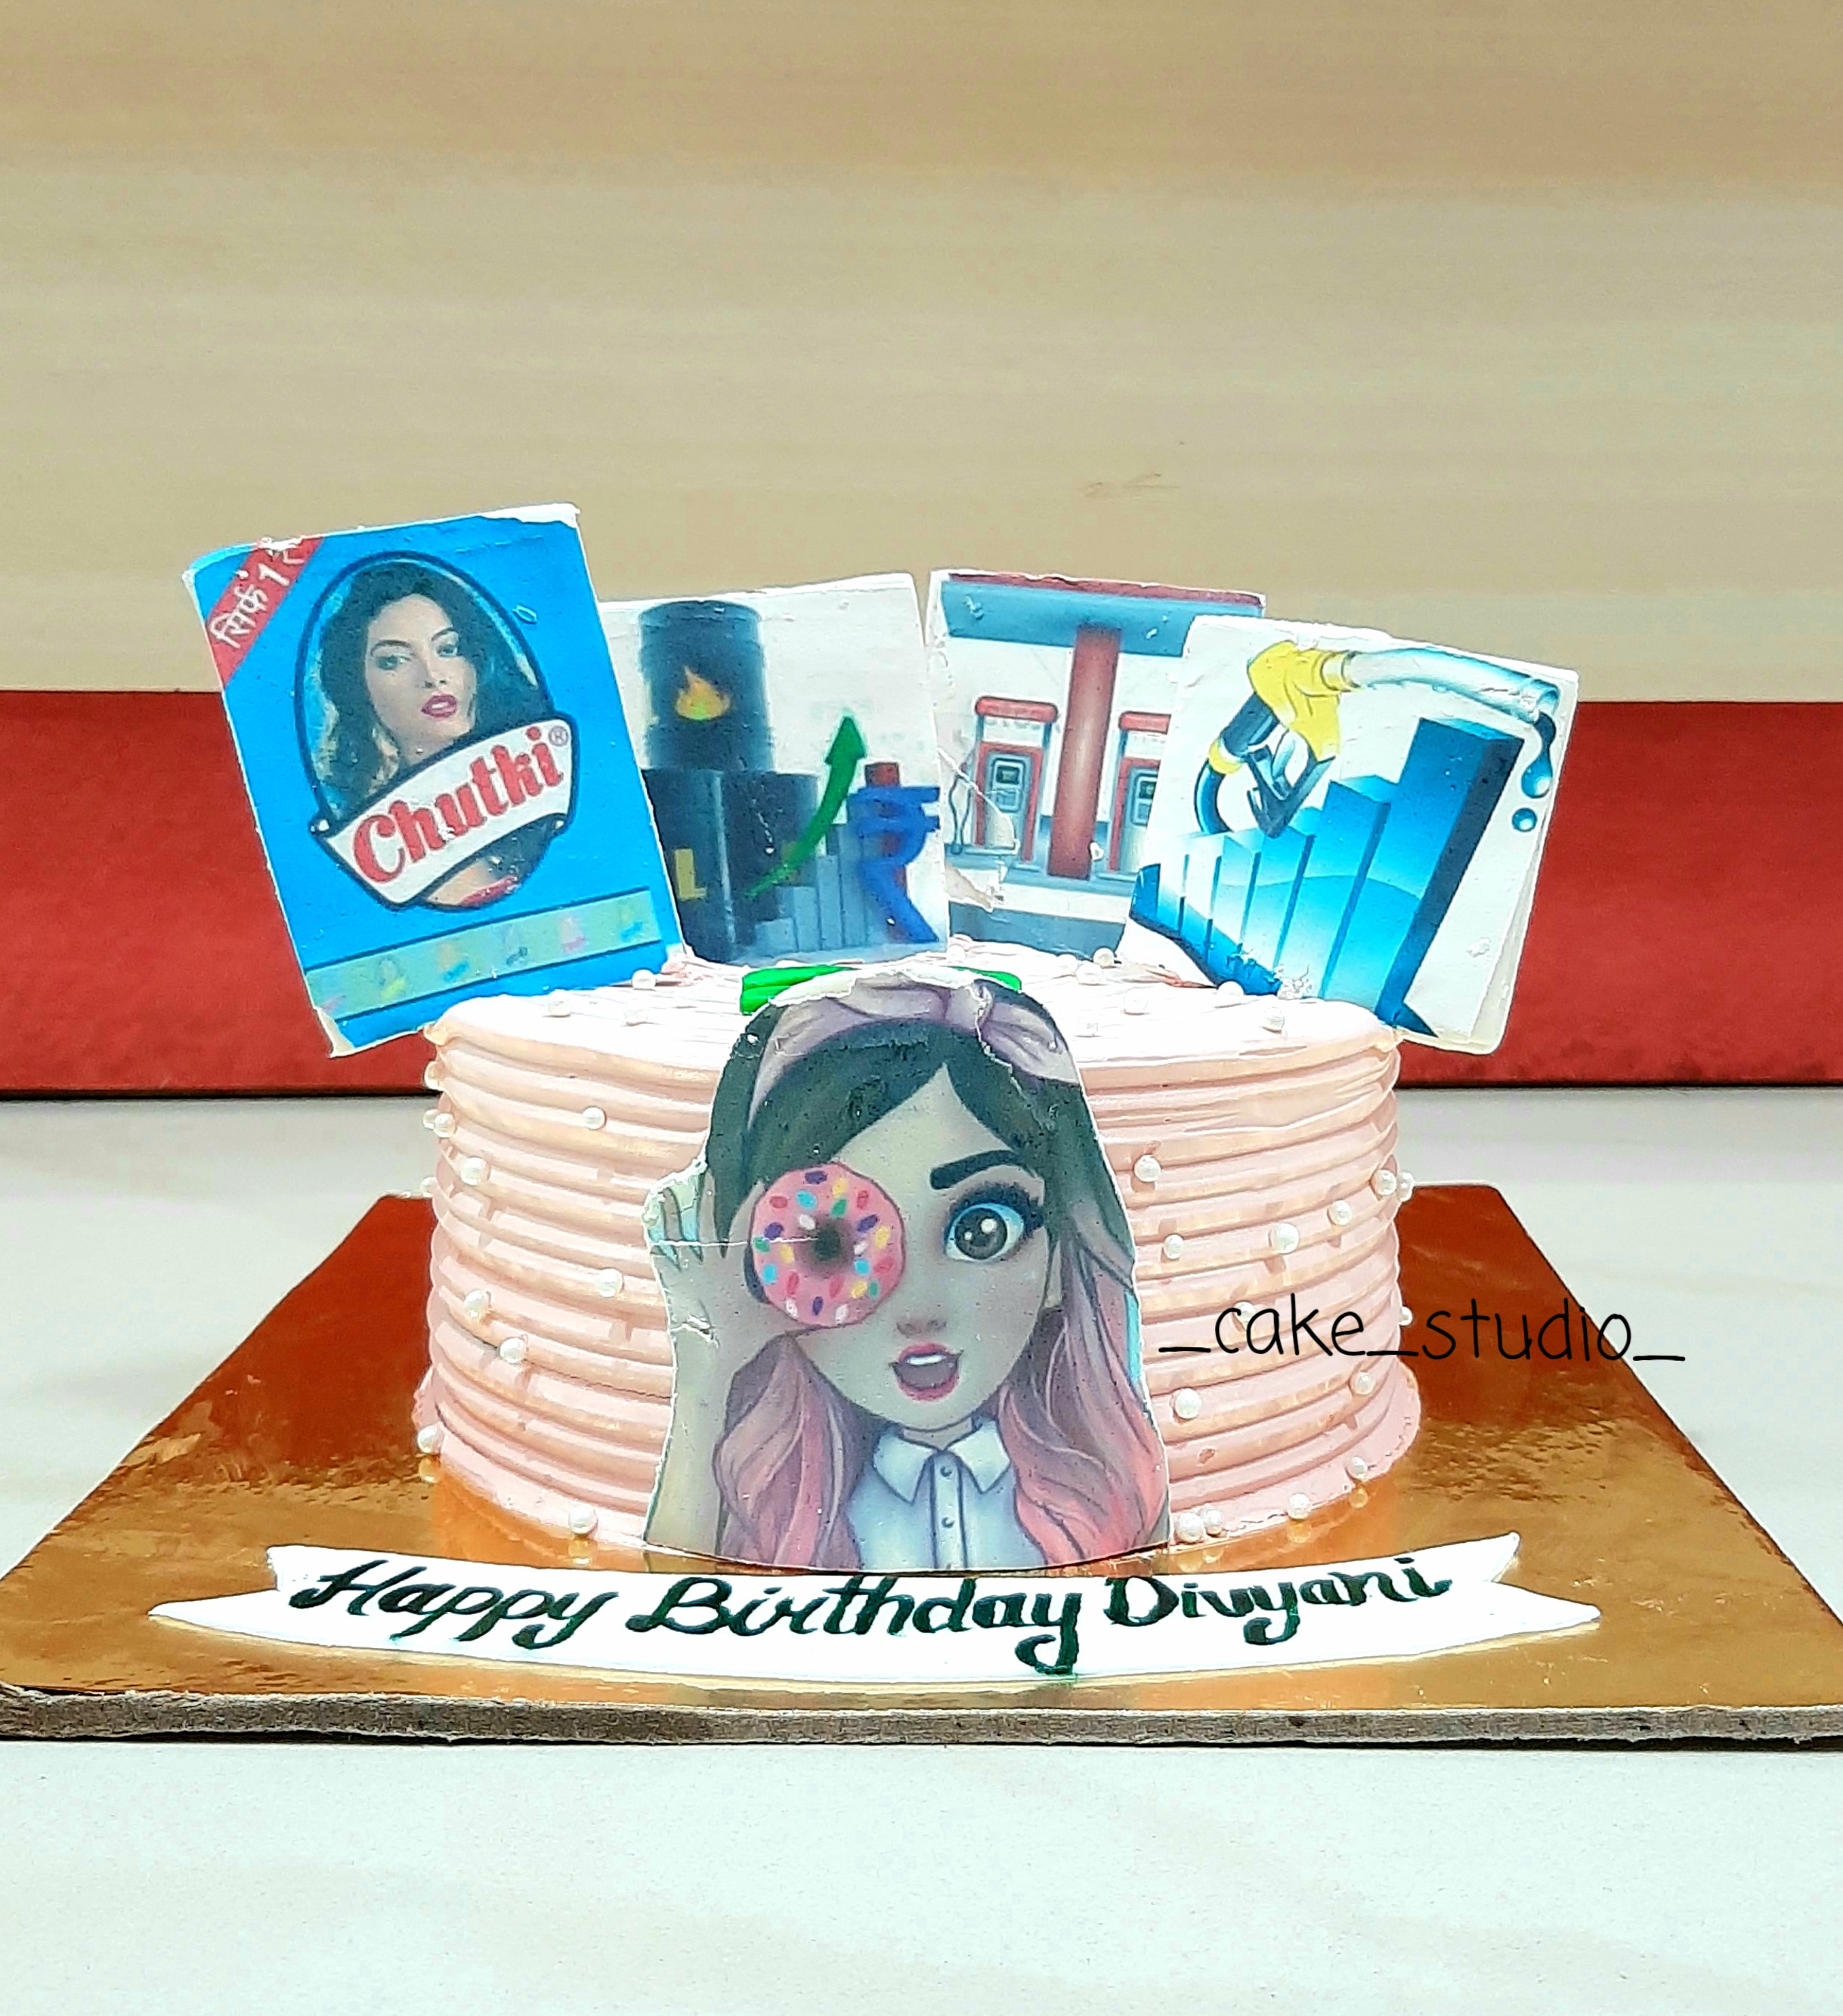 सिर्फ 1 रु
Chutki®
L
₹
_cake_studio_
Happy Birthday Divyani